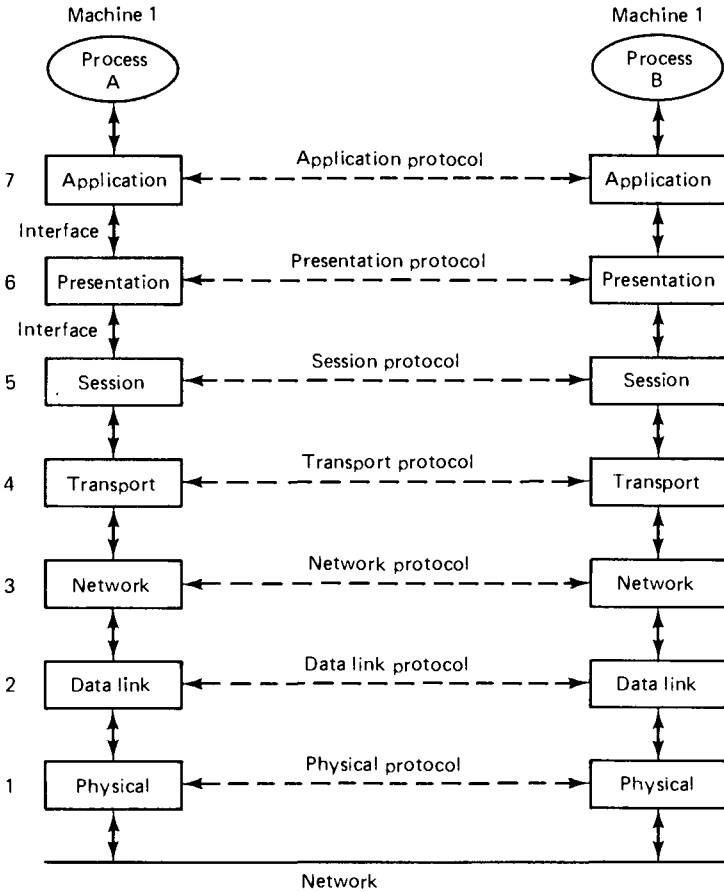 Machine 1 Machine 1
Process Process
A B
Application protocol
7 Application Application
Interface
Presentation protocol
6 Presentation Presentation
Interface
Session protocol
5 Session Session
Transport protocol
4 Transport Transport
Network protocol
3 Network Network
Data link protocol
2 Data link Data link
Physical protocol
1 Physical Physical
Network